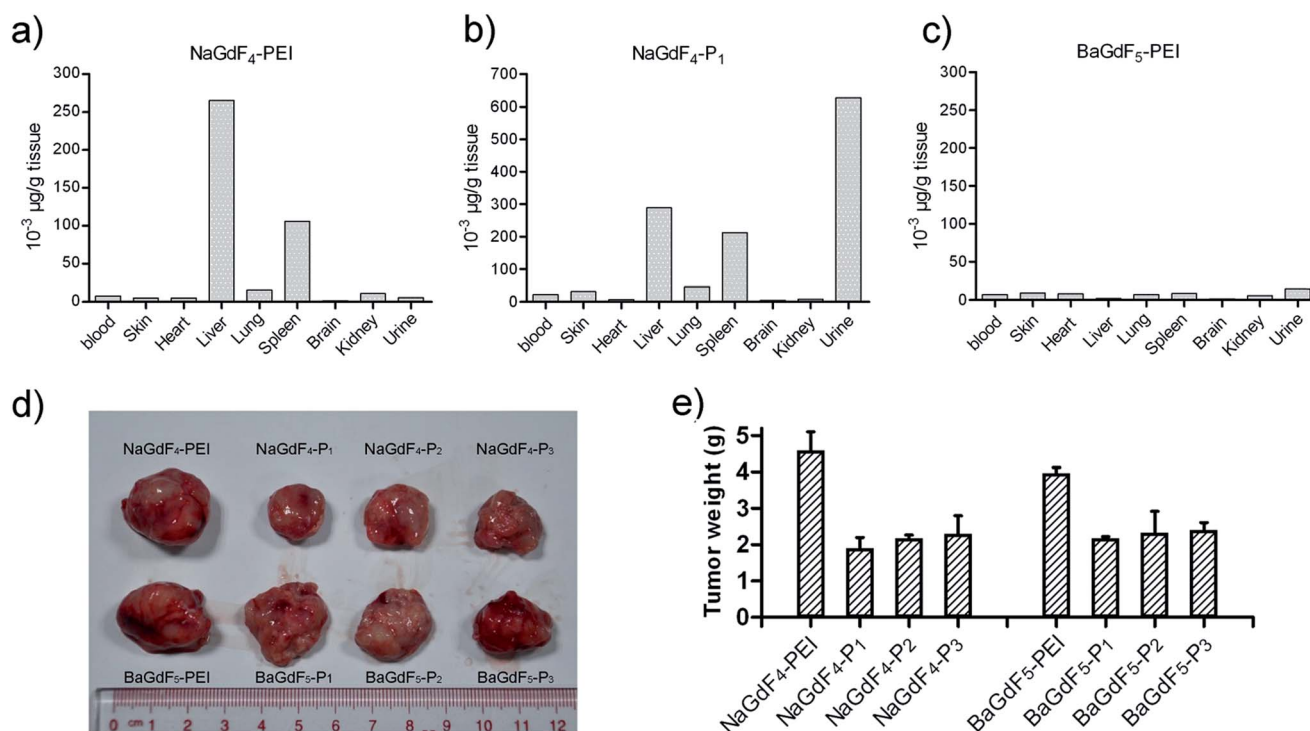 a)
NaGdF4-PEI
10-3 µg/g tissue
300
250
200
150
100
50
0
blood
Skin
Heart
Liver
Lung
Spleen
Brain
Kidney
Urine
b)
NaGdF4-P1
10-3 µg/g tissue
700
600
500
400
300
200
100
0
blood
Skin
Heart
Liver
Lung
Spleen
Brain
Kidney
Urine
c)
BaGdF5-PEI
10-3 µg/g tissue
300
250
200
150
100
50
0
blood
Skin
Heart
Liver
Lung
Spleen
Brain
Kidney
Urine
d)
NaGdF4-PEI NaGdF4-P1 NaGdF4-P2 NaGdF4-P3
BaGdF5-PEI BaGdF5-P1 BaGdF5-P2 BaGdF5-P3
0 cm 1 2 3 4 5 6 7 8 9 10 11 12
e)
Tumor weight (g)
5
4
3
2
1
0
NaGdF4-PEI
NaGdF4-P1
NaGdF4-P2
NaGdF4-P3
BaGdF5-PEI
BaGdF5-P1
BaGdF5-P2
BaGdF5-P3